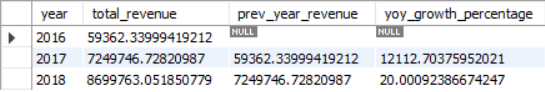 year total_revenue prev_year_revenue yoy_growth_percentage
2016 59362.33999419212 NULL NULL
2017 7249746.72820987 59362.33999419212 12112.70375952021
2018 8699763.051850779 7249746.72820987 20.00092386674247